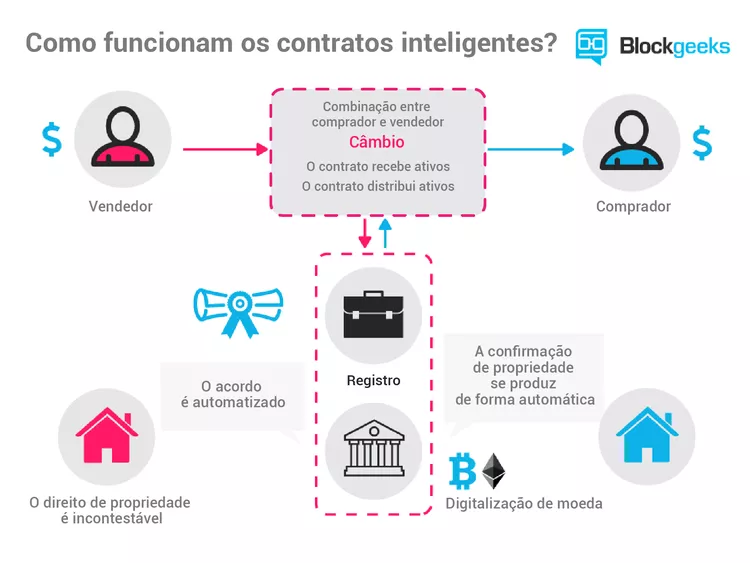 Como funcionam os contratos inteligentes?
Blockgeeks
Combinação entre
comprador e vendedor
Câmbio
O contrato recebe ativos
O contrato distribui ativos
$
Vendedor
$
Comprador
Registro
O acordo
é automatizado
A confirmação
de propriedade
se produz
de forma automática
O direito de propriedade
é incontestável
Digitalização de moeda